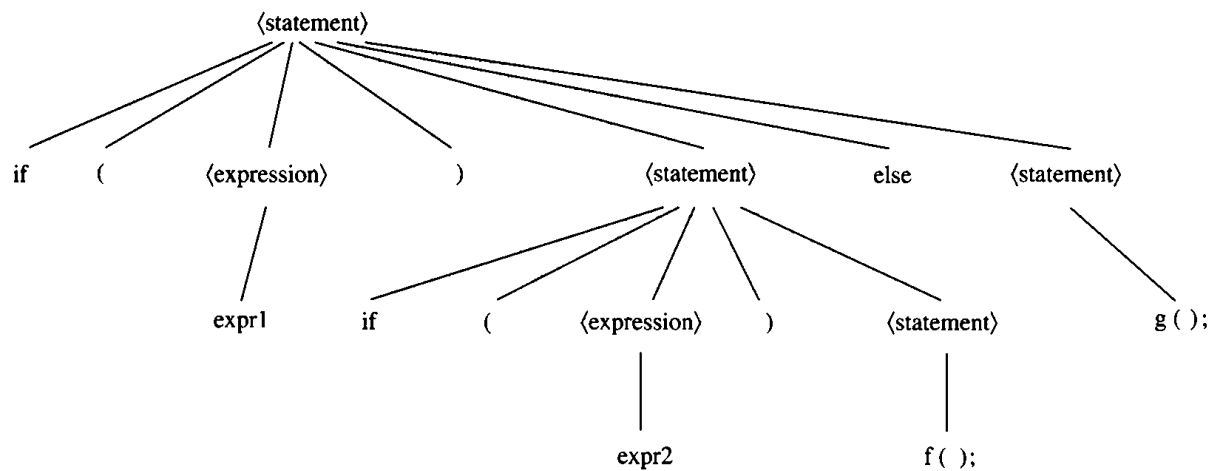 ⟨statement⟩
if ( ⟨expression⟩ ) ⟨statement⟩ else ⟨statement⟩
expr1 if ( ⟨expression⟩ ) ⟨statement⟩ g ( );
expr2 f ( );